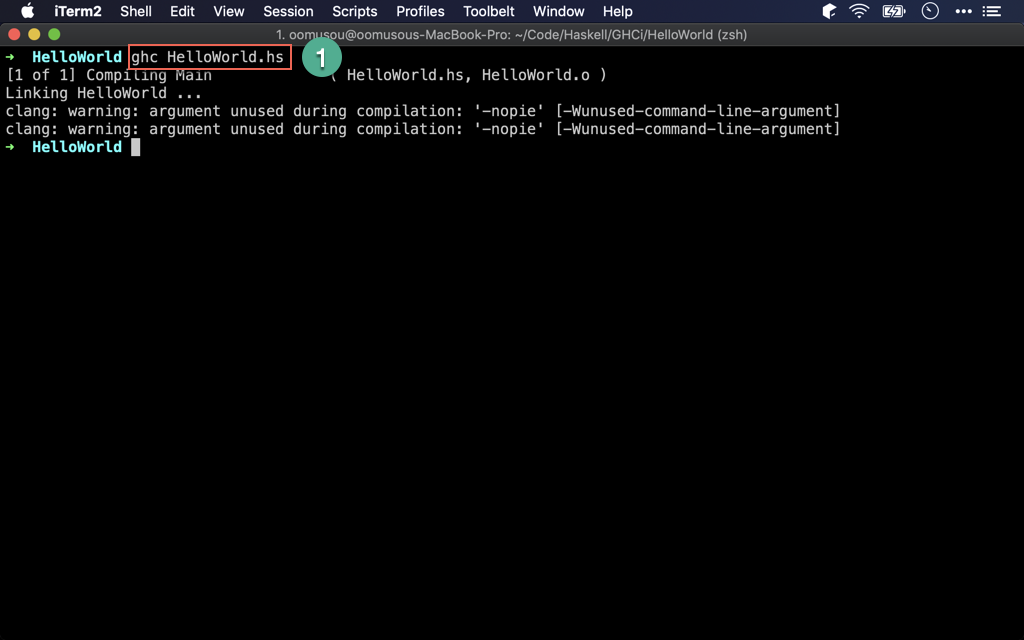 iTerm2 Shell Edit View Session Scripts Profiles Toolbelt Window Help
1. oomusou@oomusous-MacBook-Pro: ~/Code/Haskell/GHCi/HelloWorld (zsh)
➜ HelloWorld ghc HelloWorld.hs 1
[1 of 1] Compiling Main ( HelloWorld.hs, HelloWorld.o )
Linking HelloWorld ...
clang: warning: argument unused during compilation: '-nopie' [-Wunused-command-line-argument]
clang: warning: argument unused during compilation: '-nopie' [-Wunused-command-line-argument]
➜ HelloWorld